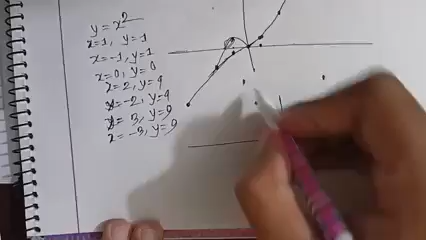 y = x²
x=1, y=1
x=-1, y=1
x=0, y=0
x=2, y=4
x=-2, y=4
x=3, y=9
x=-3, y=9